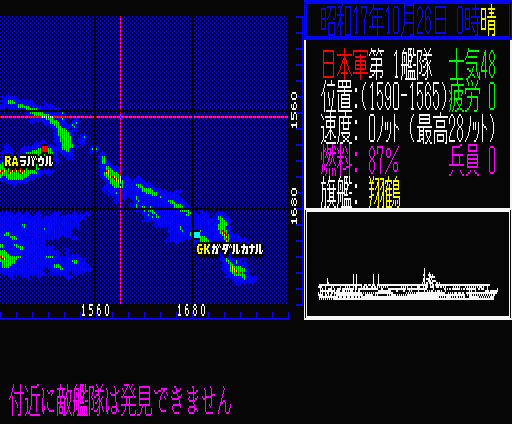 昭和17年10月26日 0時 晴
日本軍第 1艦隊 士気48
位置:(1590-1565)疲労 0
速度: 0ノット (最高28ノット)
燃料: 87% 兵員 0
旗艦: 翔鶴
1560
1680
RAラバウル
GKガダルカナル
1560 1680
付近に敵艦隊は発見できません